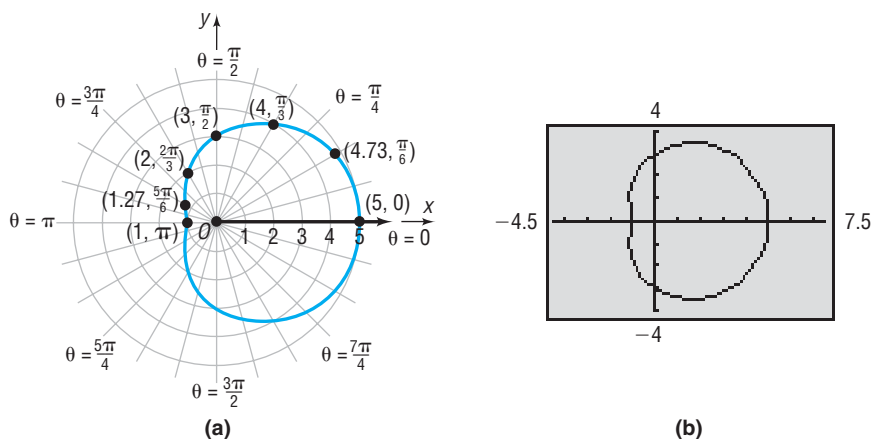 y
θ = π/2
θ = 3π/4
θ = π/4
(3, π/2)
(4, π/3)
4
(2, 2π/3)
(4.73, π/6)
(1.27, 5π/6)
(5, 0)
x
θ = π
(1, π)
O
1
2
3
4
5
θ = 0
−4.5
7.5
−4
θ = 5π/4
θ = 7π/4
θ = 3π/2
(a)
(b)